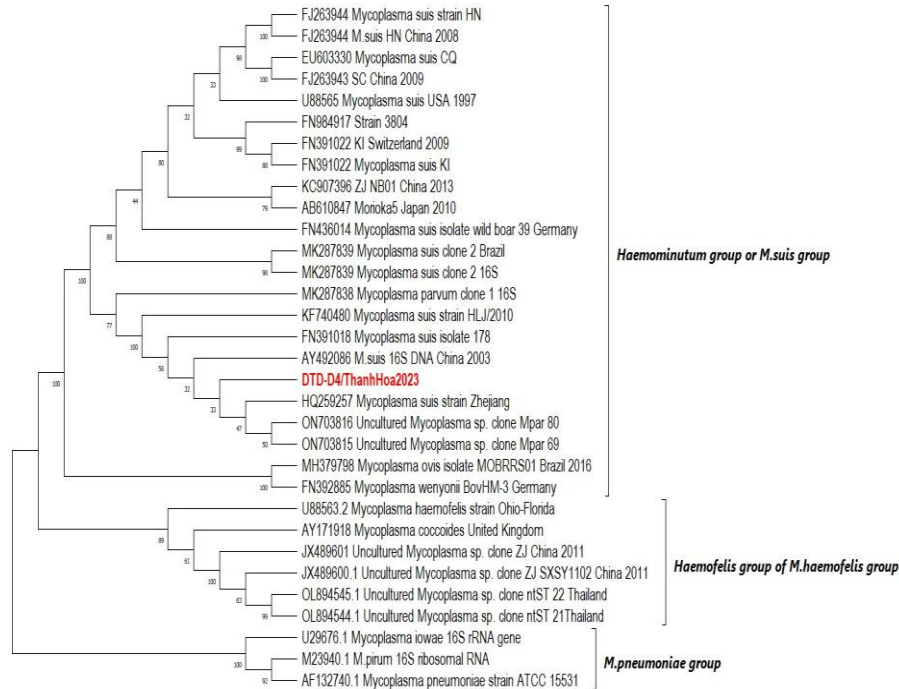 FJ263944 Mycoplasma suis strain HN
100
FJ263944 M.suis HN China 2008
98
EU603330 Mycoplasma suis CQ
100
FJ263943 SC China 2009
33
U88565 Mycoplasma suis USA 1997
32
FN984917 Strain 3804
99
FN391022 KI Switzerland 2009
88
FN391022 Mycoplasma suis KI
80
KC907396 ZJ NB01 China 2013
79
AB610847 Morioka5 Japan 2010
44
FN436014 Mycoplasma suis isolate wild boar 39 Germany
88
MK287839 Mycoplasma suis clone 2 Brazil
98
MK287839 Mycoplasma suis clone 2 16S
100
MK287838 Mycoplasma parvum clone 1 16S
77
KF740480 Mycoplasma suis strain HLJ/2010
100
FN391018 Mycoplasma suis isolate 178
56
AY492086 M.suis 16S DNA China 2003
32
DTD-D4/ThanhHoa2023
33
HQ259257 Mycoplasma suis strain Zhejiang
47
ON703816 Uncultured Mycoplasma sp. clone Mpar 80
50
ON703815 Uncultured Mycoplasma sp. clone Mpar 69
100
MH379798 Mycoplasma ovis isolate MOBRRS01 Brazil 2016
100
FN392885 Mycoplasma wenyonii BovHM-3 Germany
Haemominutum group or M.suis group
U88563.2 Mycoplasma haemofelis strain Ohio-Florida
89
AY171918 Mycoplasma coccoides United Kingdom
61
JX489601 Uncultured Mycoplasma sp. clone ZJ China 2011
100
JX489600.1 Uncultured Mycoplasma sp. clone ZJ SXSY1102 China 2011
63
OL894545.1 Uncultured Mycoplasma sp. clone ntST 22 Thailand
99
OL894544.1 Uncultured Mycoplasma sp. clone ntST 21Thailand
Haemofelis group of M.haemofelis group
U29676.1 Mycoplasma iowae 16S rRNA gene
100
M23940.1 M.pirum 16S ribosomal RNA
92
AF132740.1 Mycoplasma pneumoniae strain ATCC 15531
M.pneumoniae group